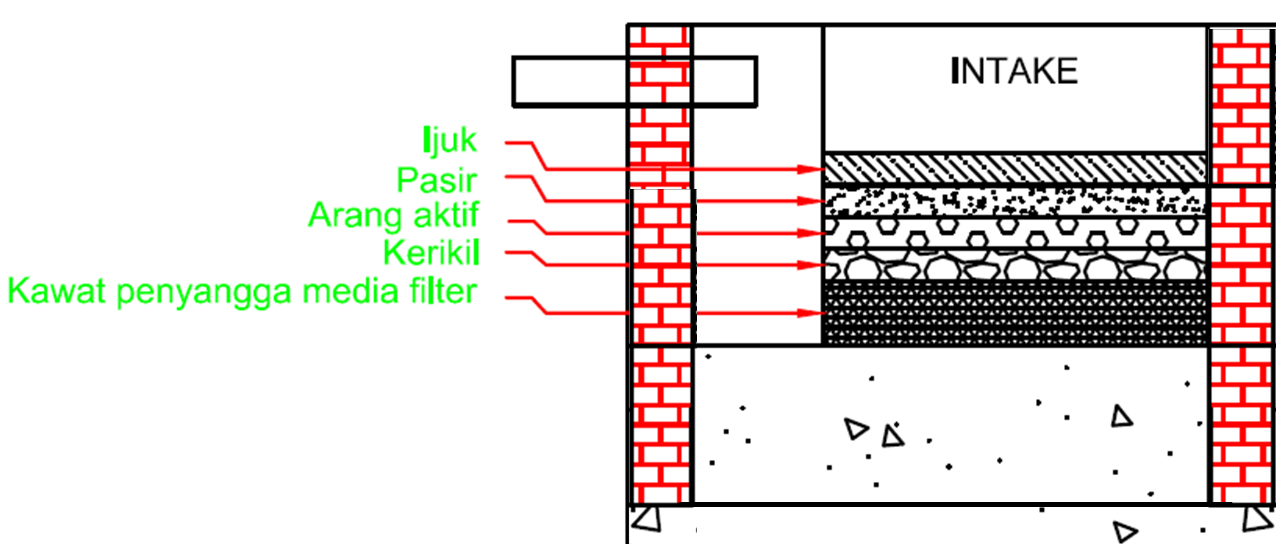 INTAKE
Ijuk
Pasir
Arang aktif
Kerikil
Kawat penyangga media filter